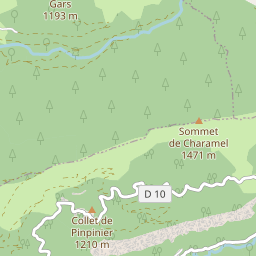 Gars
1193 m
Sommet
de Charamel
1471 m
D 10
Collet de
Pinpinier
1210 m